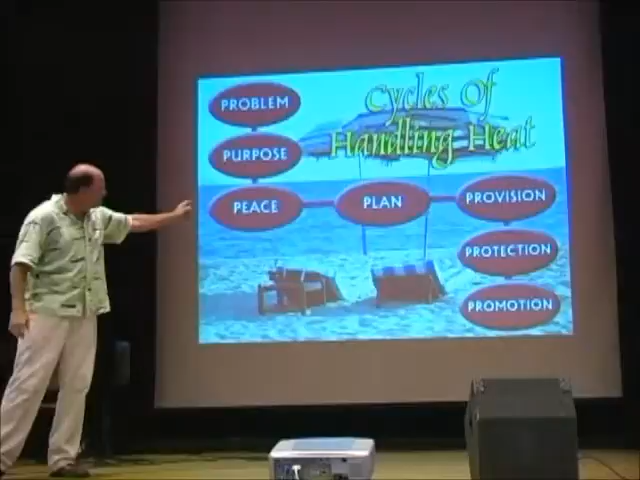 Cycles Of
Handling Heat
PROBLEM
PURPOSE
PEACE
PLAN
PROVISION
PROTECTION
PROMOTION